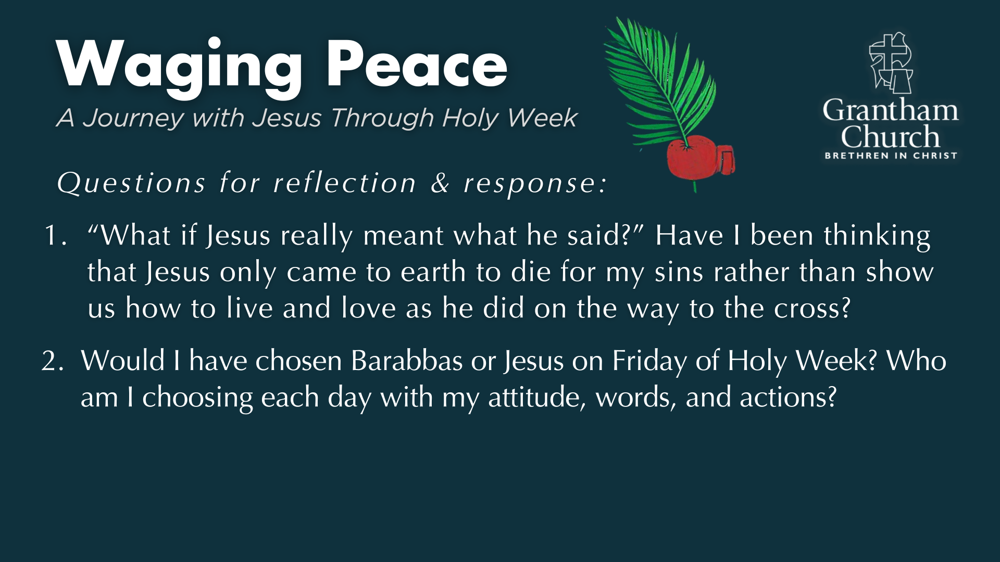 Waging Peace
A Journey with Jesus Through Holy Week
Grantham
Church
BRETHREN IN CHRIST
Questions for reflection & response:
1. “What if Jesus really meant what he said?” Have I been thinking
that Jesus only came to earth to die for my sins rather than show
us how to live and love as he did on the way to the cross?
2. Would I have chosen Barabbas or Jesus on Friday of Holy Week? Who
am I choosing each day with my attitude, words, and actions?